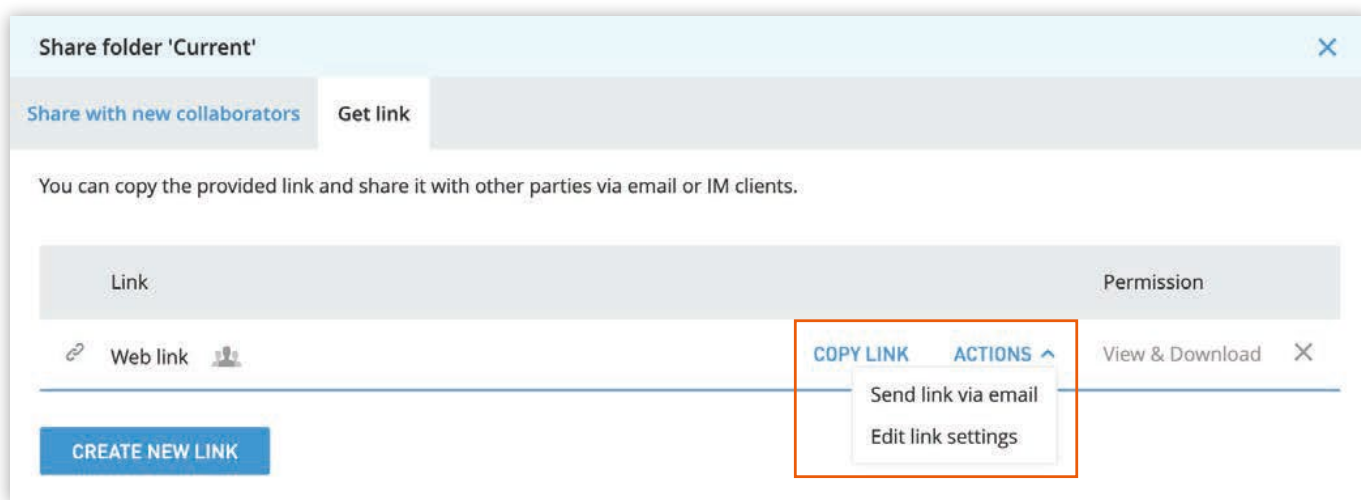 Share folder 'Current'
Share with new collaborators Get link
You can copy the provided link and share it with other parties via email or IM clients.
Link Permission
Web link COPY LINK ACTIONS View & Download
Send link via email
Edit link settings
CREATE NEW LINK